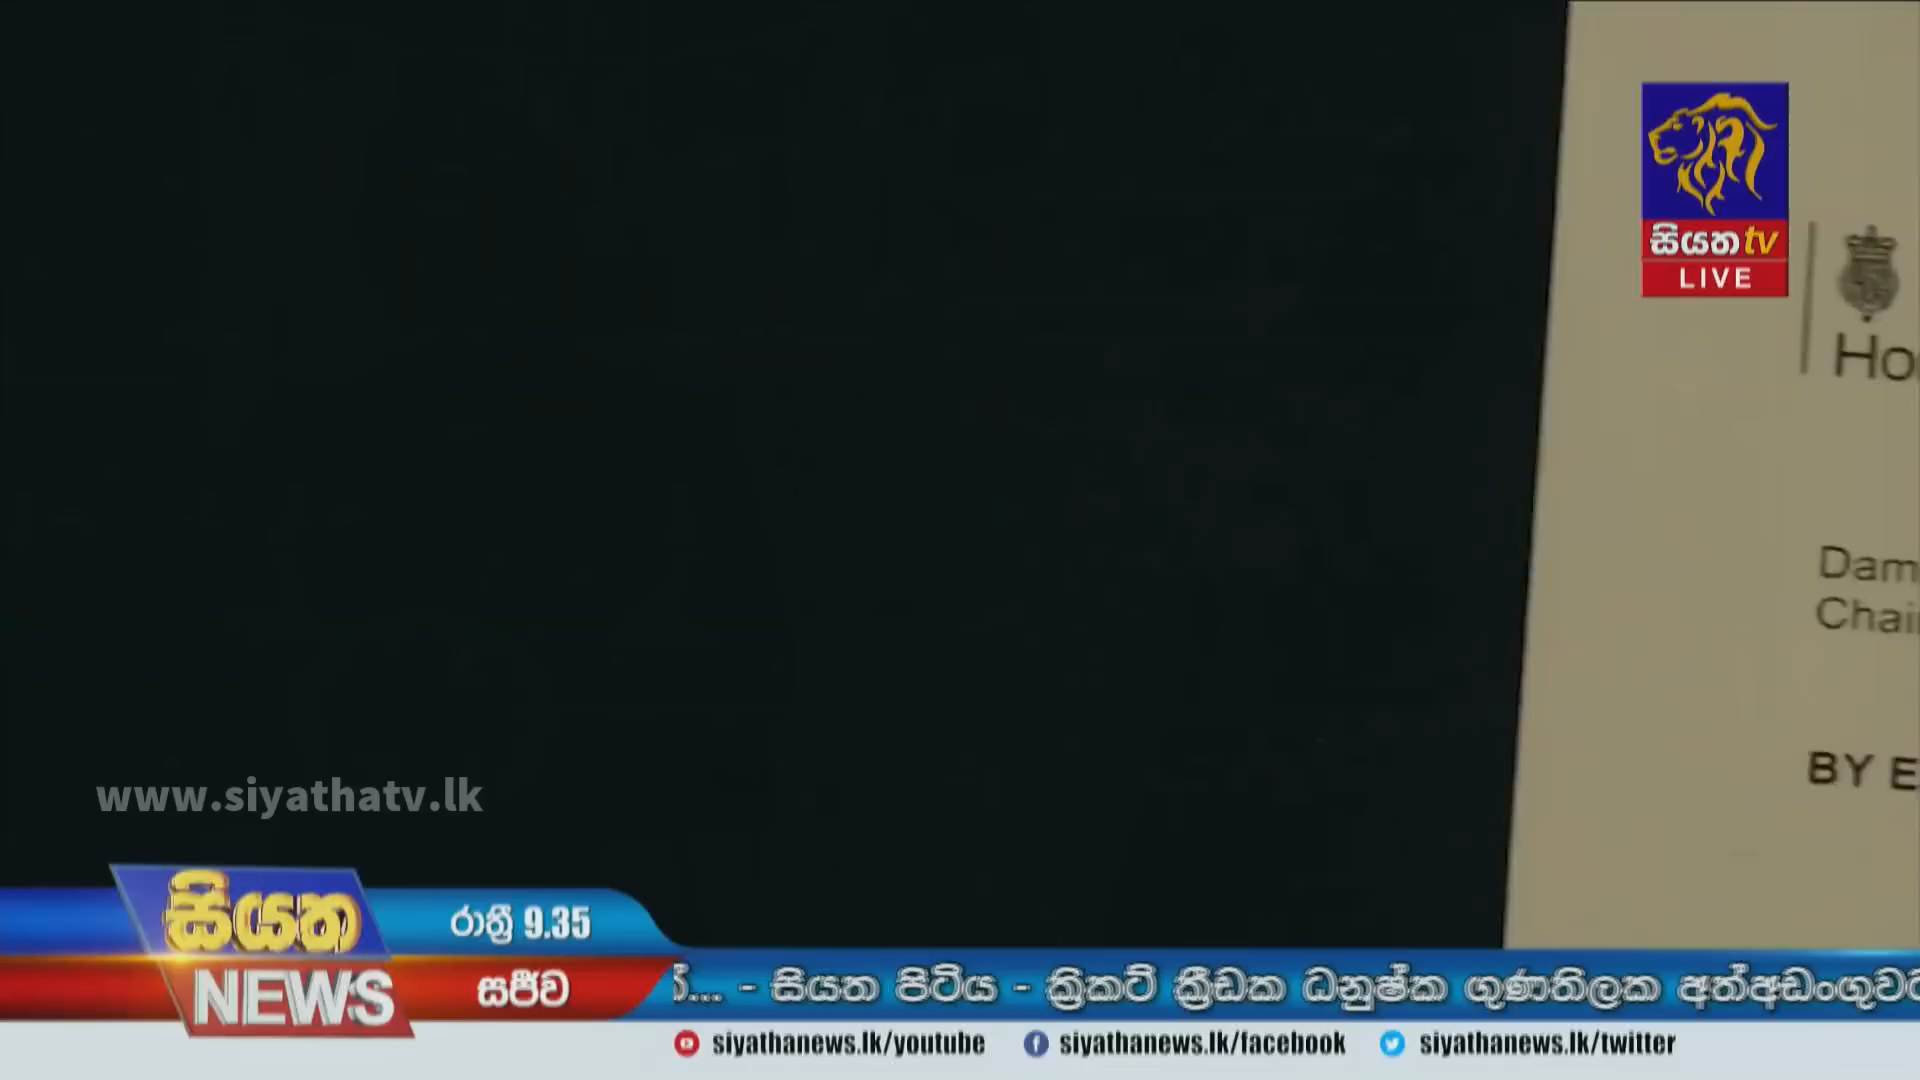 සියත tv
LIVE
Ho
Dam
Chai
BY E
www.siyathatv.lk
සියත
NEWS
රාත්‍රී 9.35
සජීව
... - සියත පිටිය - ක්‍රිකට් ක්‍රීඩක ධනුෂ්ක ගුණතිලක අත්අඩංගුවට
siyathanews.lk/youtube
siyathanews.lk/facebook
siyathanews.lk/twitter